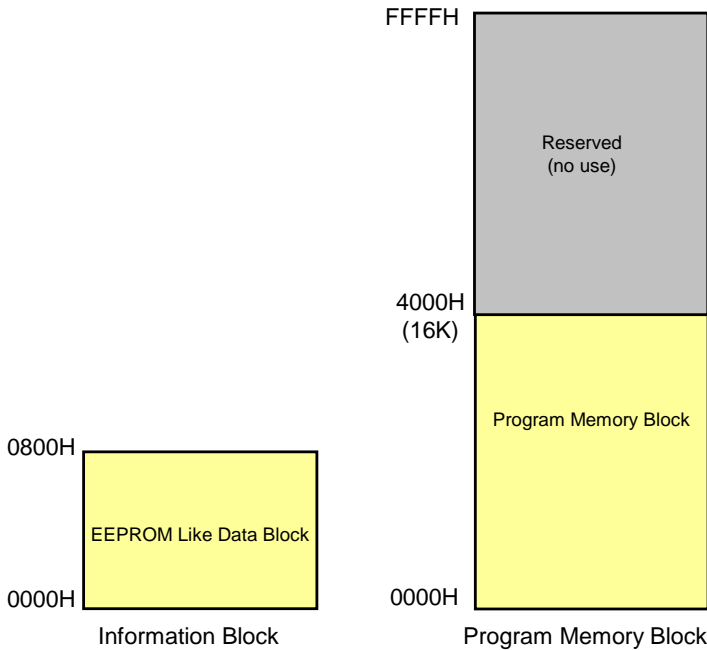 FFFFH
Reserved
(no use)
4000H
(16K)
Program Memory Block
0800H
EEPROM Like Data Block
0000H
0000H
Information Block
Program Memory Block